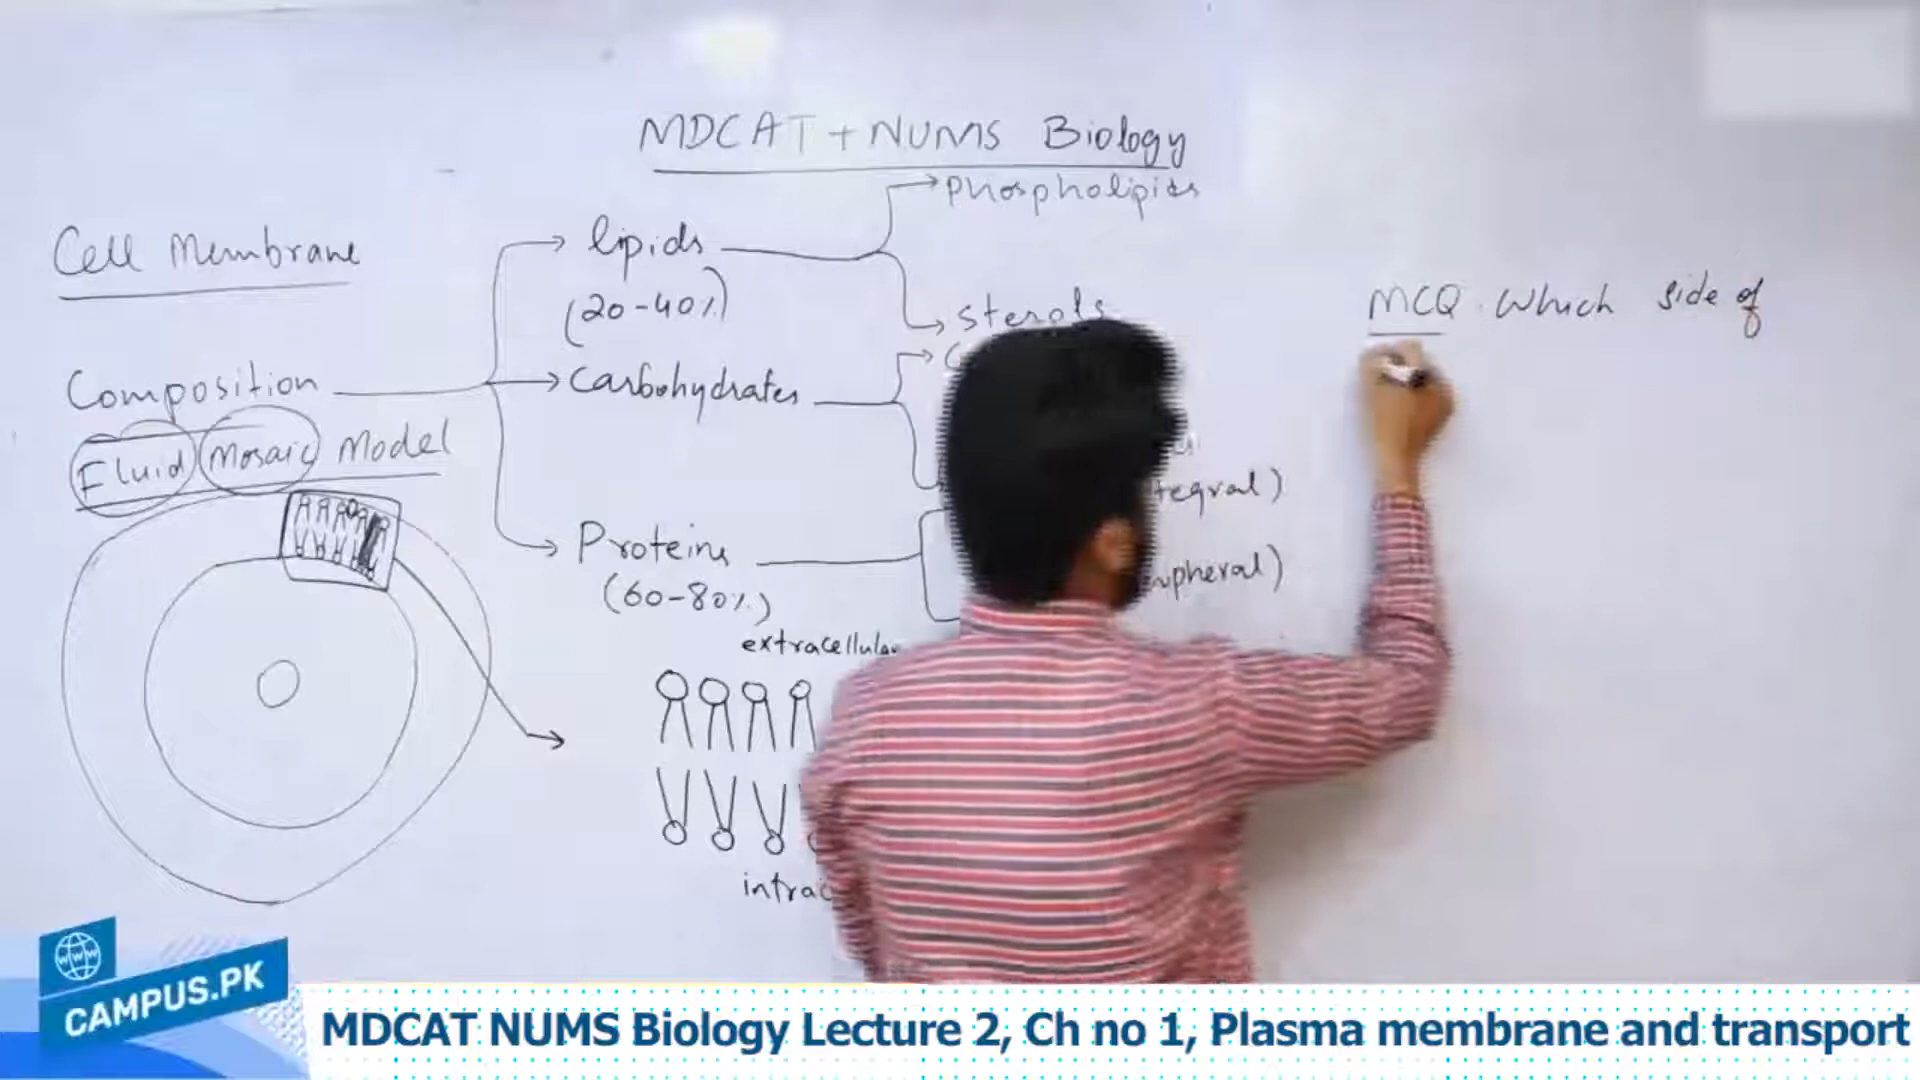 MDCAT + NUMS Biology
Phospholipids
Cell Membrane
lipids
(20-40%)
Sterols
MCQ. Which side of
Composition
Carbohydrates
Fluid Mosaic Model
tegral)
Proteins
(60-80%)
pheral)
extracellular
intrac
www
CAMPUS.PK
MDCAT NUMS Biology Lecture 2, Ch no 1, Plasma membrane and transport